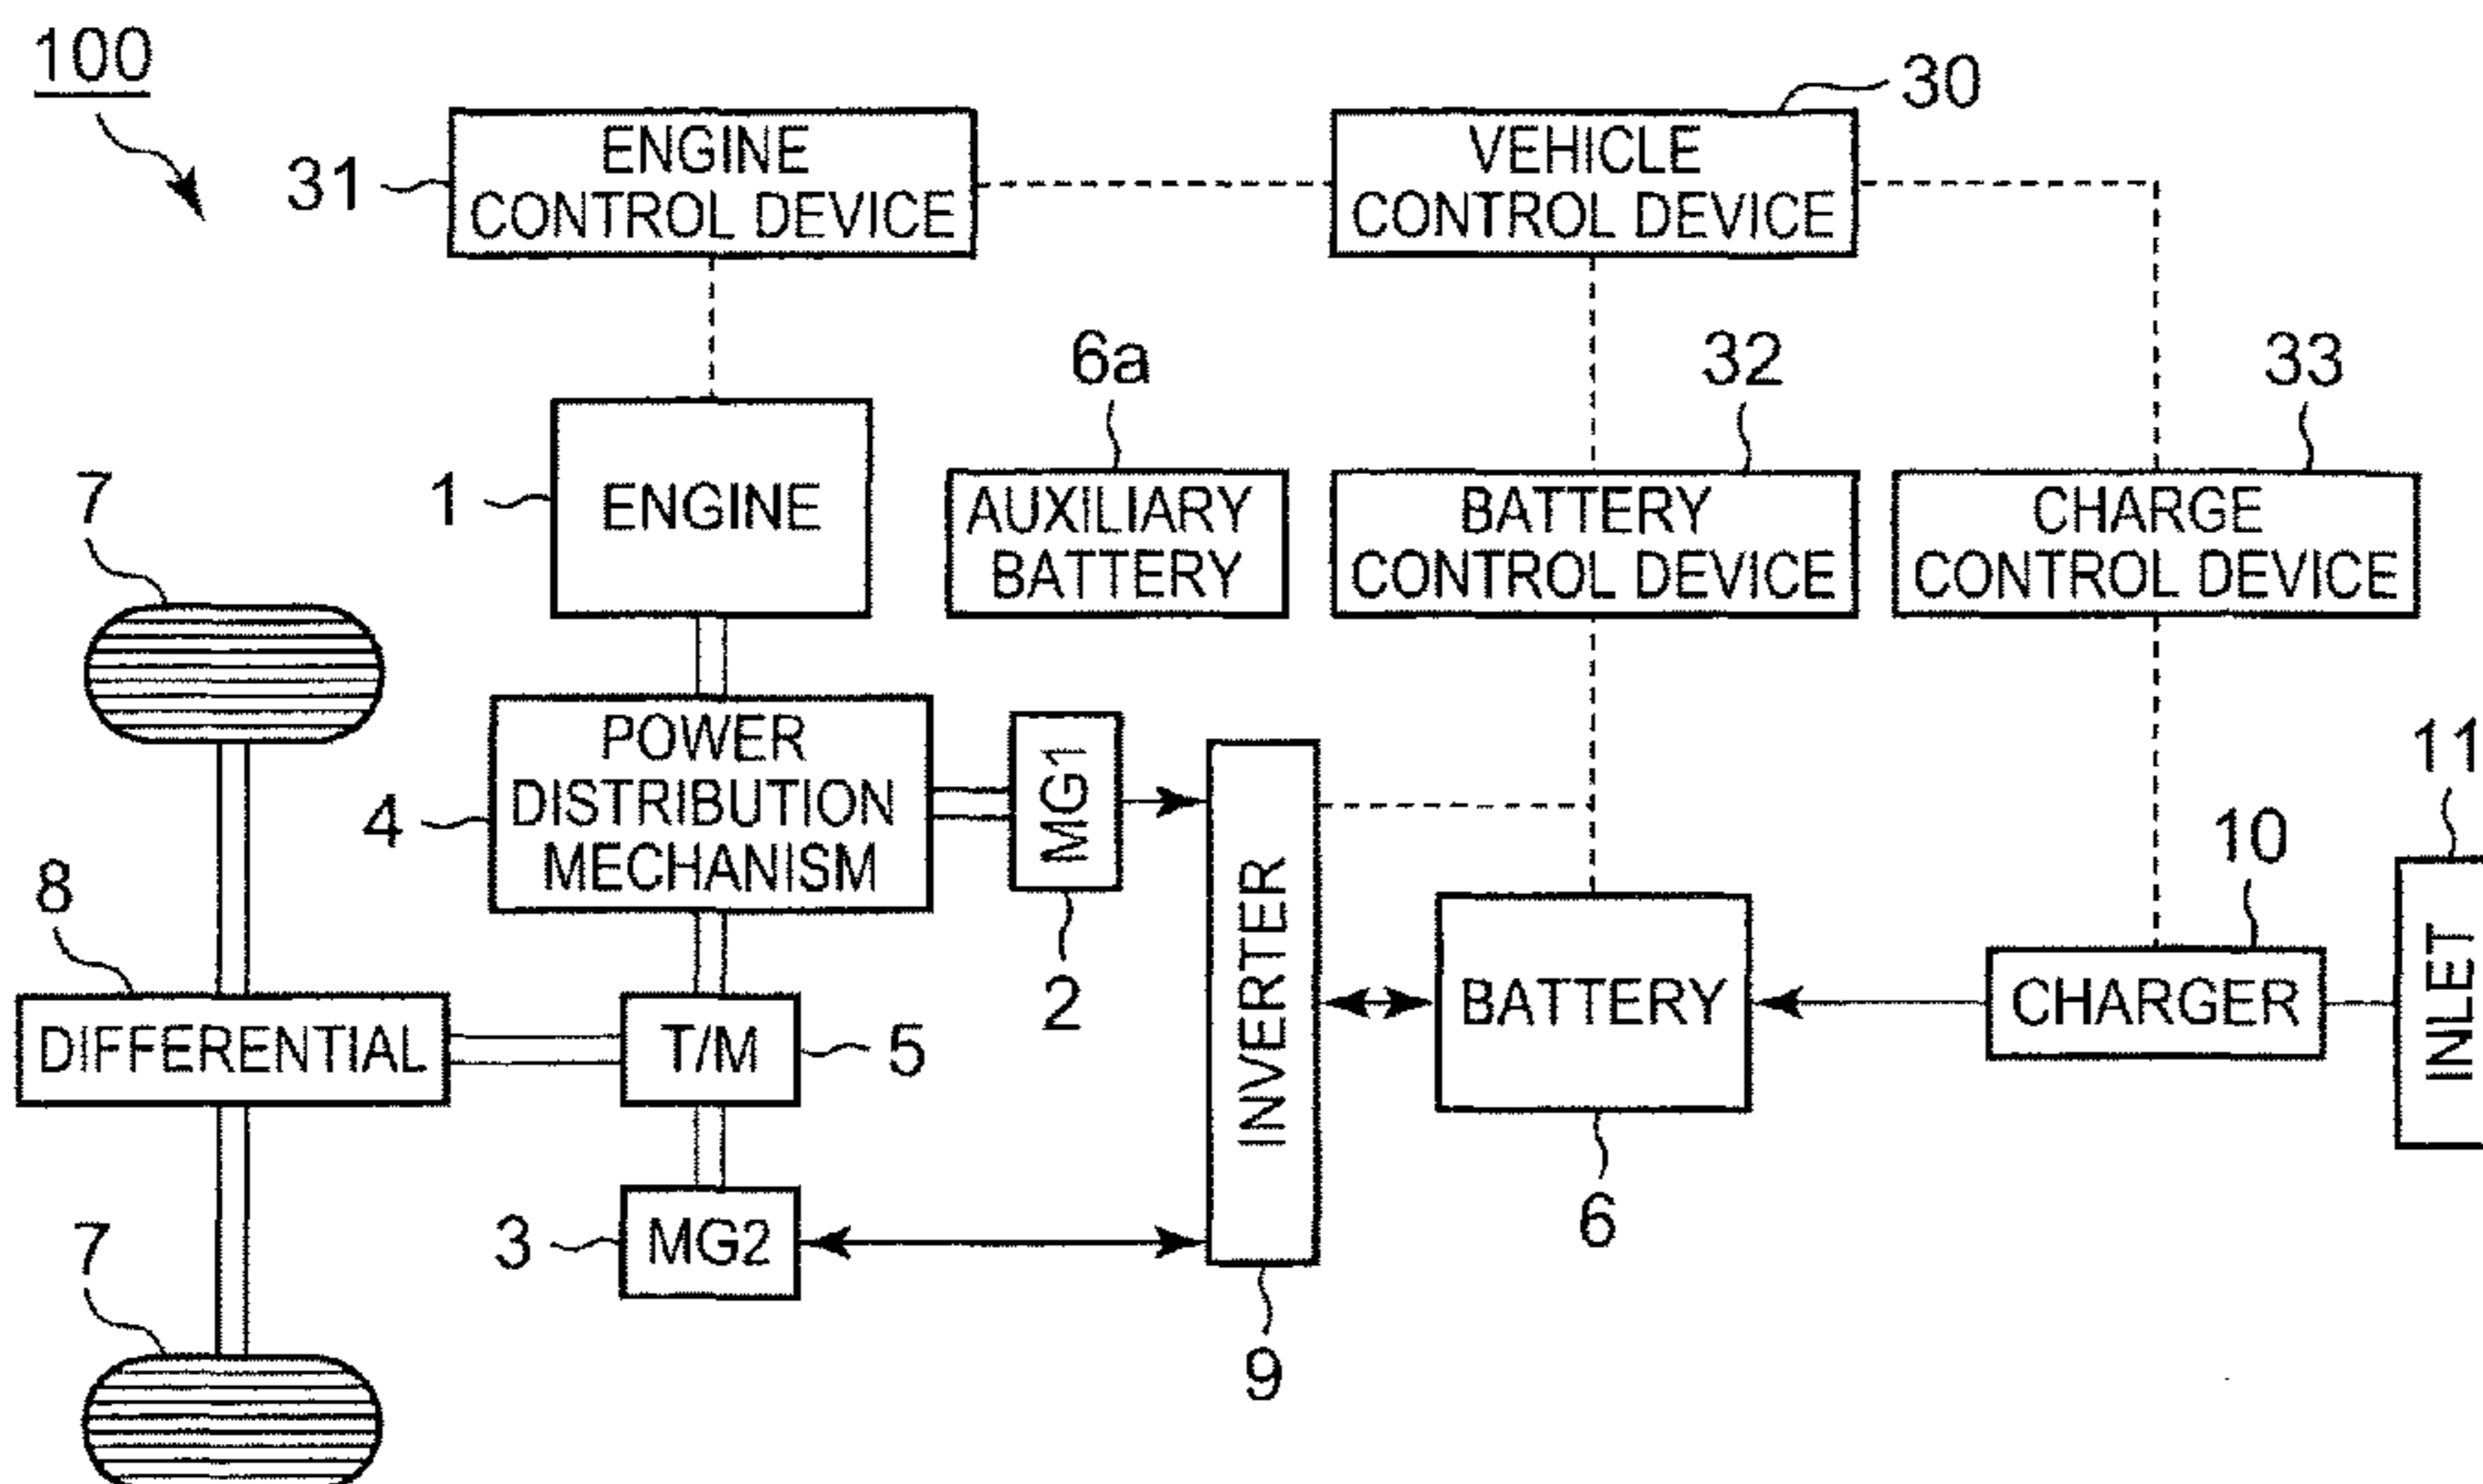 100
30
31
ENGINE
CONTROL DEVICE
VEHICLE
CONTROL DEVICE
6a
32
33
7
1
ENGINE
AUXILIARY
BATTERY
BATTERY
CONTROL DEVICE
CHARGE
CONTROL DEVICE
4
POWER
DISTRIBUTION
MECHANISM
MG1
2
11
10
8
DIFFERENTIAL
T/M
5
INVERTER
BATTERY
CHARGER
INLET
3
MG2
6
7
9